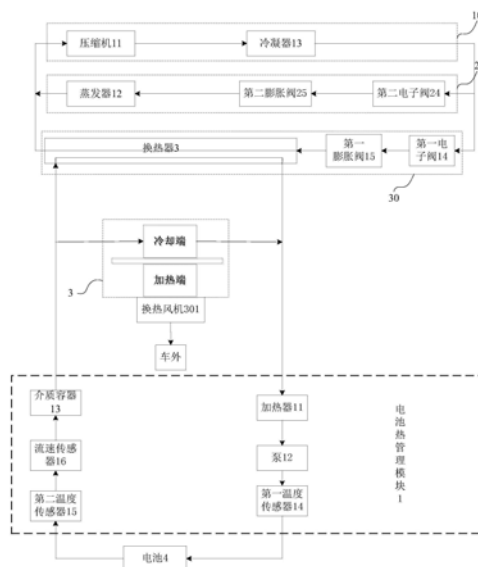 10
压缩机11
冷凝器13
2
蒸发器12
第二膨胀阀25
第二电子阀24
换热器3
第一
膨胀阀15
第一电
子阀14
30
冷却端
加热端
3
换热风机301
车外
介质容器
13
流速传感
器16
第二温度
传感器15
加热器11
泵12
第一温度
传感器14
电池热管理模块1
电池4